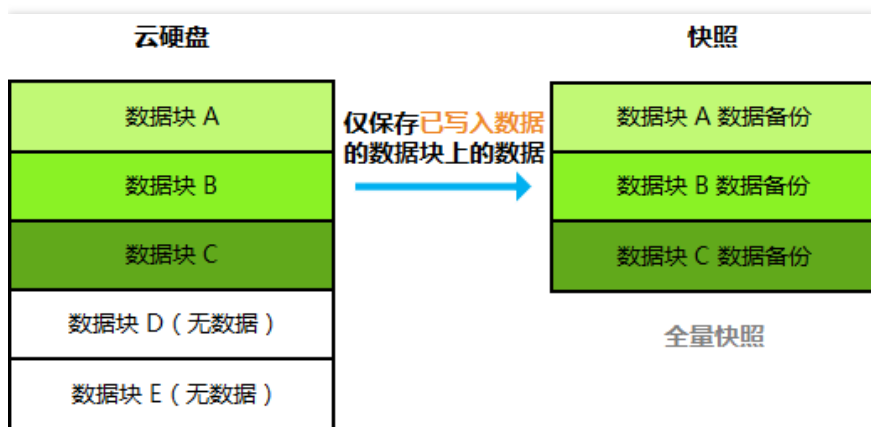 云硬盘
快照
数据块 A
数据块 B
数据块 C
数据块 D（无数据）
数据块 E（无数据）
仅保存已写入数据
的数据块上的数据
数据块 A 数据备份
数据块 B 数据备份
数据块 C 数据备份
全量快照